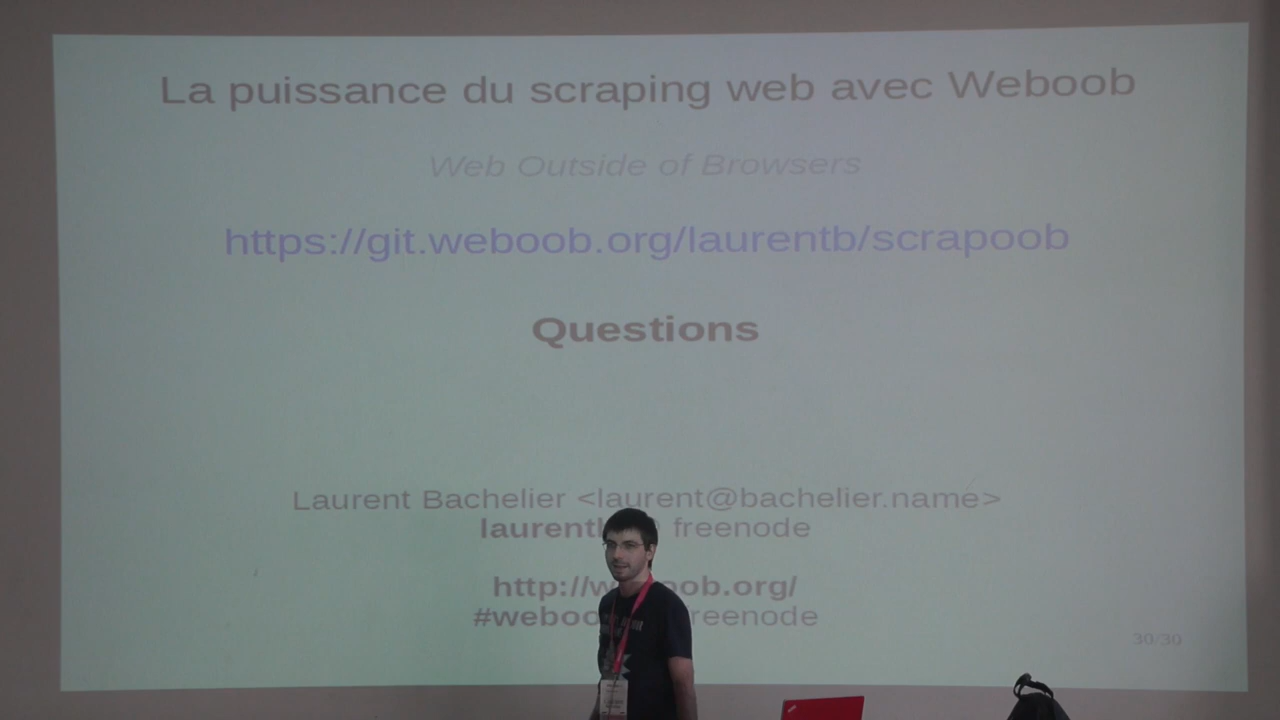 La puissance du scraping web avec Weboob
Web Outside of Browsers
https://git.weboob.org/laurentb/scrapoob
Questions
Laurent Bachelier <laurent@bachelier.name>
freenode
30/30